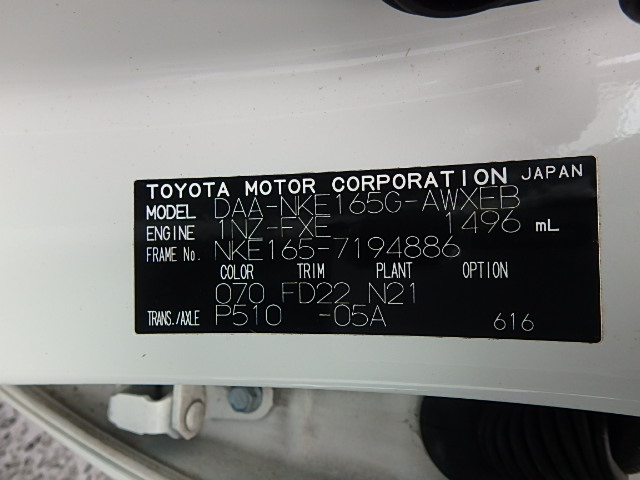 TOYOTA MOTOR CORPORATION JAPAN
MODEL DAA-NKE165G-AWXEB
ENGINE 1NZ-FXE 1496 mL
FRAME No. NKE165-7194886
COLOR TRIM PLANT OPTION
070 FD22 N21
TRANS./AXLE P510 -05A 616